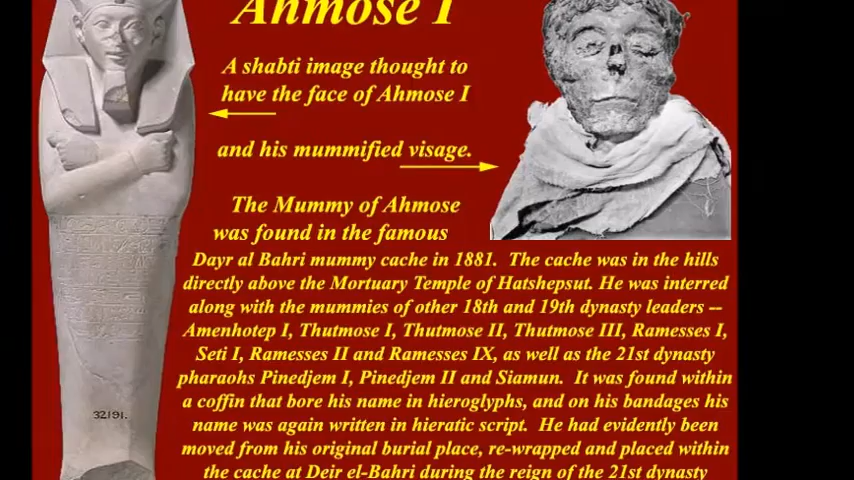 Ahmose I
A shabti image thought to
have the face of Ahmose I
and his mummified visage.
The Mummy of Ahmose
was found in the famous
Dayr al Bahri mummy cache in 1881. The cache was in the hills
directly above the Mortuary Temple of Hatshepsut. He was interred
along with the mummies of other 18th and 19th dynasty leaders --
Amenhotep I, Thutmose I, Thutmose II, Thutmose III, Ramesses I,
Seti I, Ramesses II and Ramesses IX, as well as the 21st dynasty
pharaohs Pinedjem I, Pinedjem II and Siamun. It was found within
a coffin that bore his name in hieroglyphs, and on his bandages his
name was again written in hieratic script. He had evidently been
moved from his original burial place, re-wrapped and placed within
the cache at Deir el-Bahri during the reign of the 21st dynasty
32191.